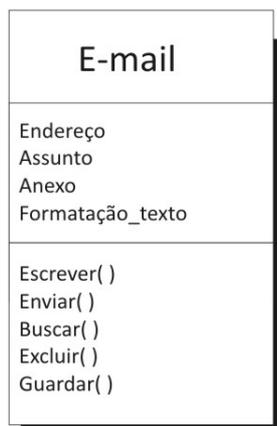 E-mail
Endereço
Assunto
Anexo
Formatação_texto
Escrever( )
Enviar( )
Buscar( )
Excluir( )
Guardar( )